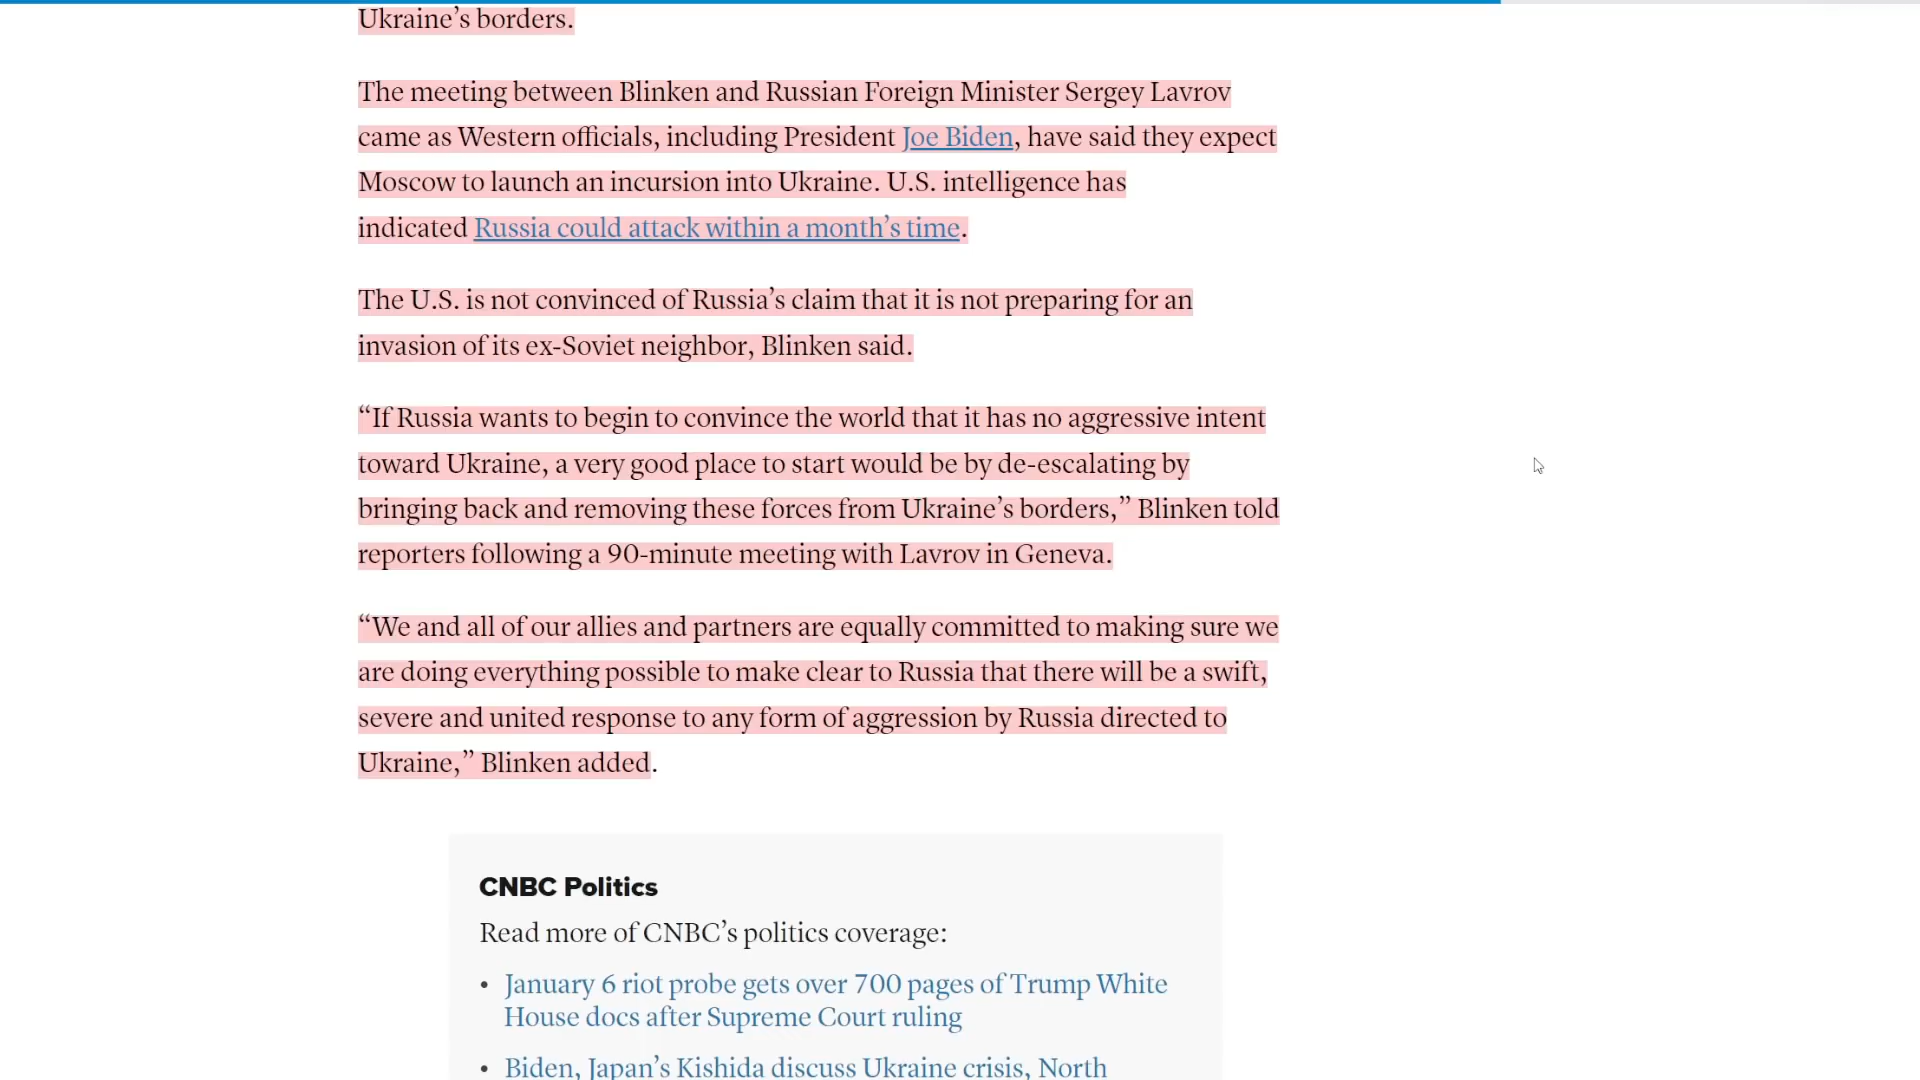 Ukraine’s borders.
The meeting between Blinken and Russian Foreign Minister Sergey Lavrov
came as Western officials, including President Joe Biden, have said they expect
Moscow to launch an incursion into Ukraine. U.S. intelligence has
indicated Russia could attack within a month’s time.
The U.S. is not convinced of Russia’s claim that it is not preparing for an
invasion of its ex-Soviet neighbor, Blinken said.
“If Russia wants to begin to convince the world that it has no aggressive intent
toward Ukraine, a very good place to start would be by de-escalating by
bringing back and removing these forces from Ukraine’s borders,” Blinken told
reporters following a 90-minute meeting with Lavrov in Geneva.
“We and all of our allies and partners are equally committed to making sure we
are doing everything possible to make clear to Russia that there will be a swift,
severe and united response to any form of aggression by Russia directed to
Ukraine,” Blinken added.
CNBC Politics
Read more of CNBC’s politics coverage:
• January 6 riot probe gets over 700 pages of Trump White
House docs after Supreme Court ruling
• Biden, Japan’s Kishida discuss Ukraine crisis, North